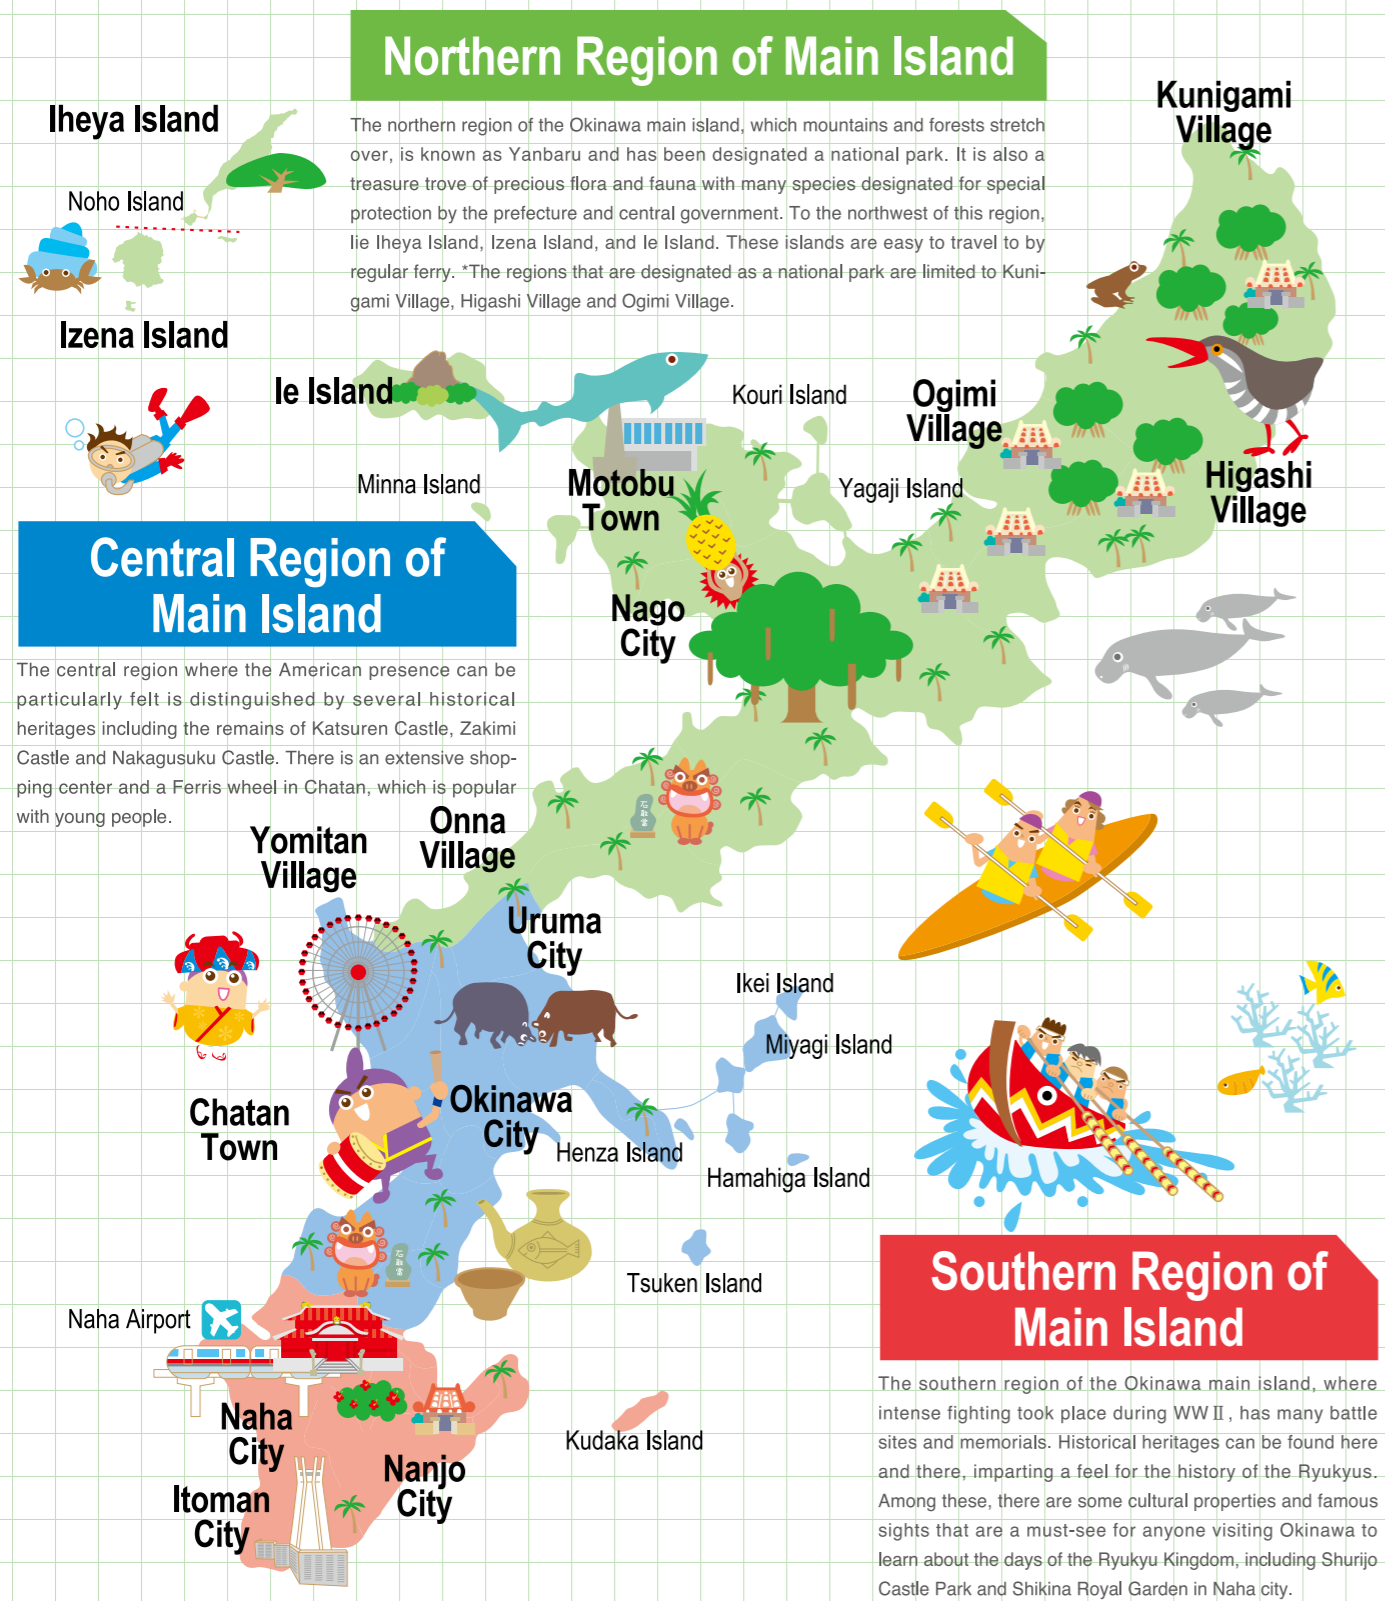 Northern Region of Main Island
The northern region of the Okinawa main island, which mountains and forests stretch
over, is known as Yanbaru and has been designated a national park. It is also a
treasure trove of precious flora and fauna with many species designated for special
protection by the prefecture and central government. To the northwest of this region,
lie Iheya Island, Izena Island, and Ie Island. These islands are easy to travel to by
regular ferry. *The regions that are designated as a national park are limited to Kuni-
gami Village, Higashi Village and Ogimi Village.
Kunigami
Village
Iheya Island
Noho Island
Izena Island
Ie Island
Kouri Island
Ogimi
Village
Minna Island
Motobu
Town
Yagaji Island
Higashi
Village
Nago
City
Central Region of
Main Island
The central region where the American presence can be
particularly felt is distinguished by several historical
heritages including the remains of Katsuren Castle, Zakimi
Castle and Nakagusuku Castle. There is an extensive shop-
ping center and a Ferris wheel in Chatan, which is popular
with young people.
石敢當
Onna
Village
Yomitan
Village
Uruma
City
Ikei Island
Miyagi Island
Chatan
Town
Okinawa
City
Henza Island
Hamahiga Island
石敢當
Tsuken Island
Naha Airport
Naha
City
Kudaka Island
Nanjo
City
Itoman
City
Southern Region of
Main Island
The southern region of the Okinawa main island, where
intense fighting took place during WWⅡ, has many battle
sites and memorials. Historical heritages can be found here
and there, imparting a feel for the history of the Ryukyus.
Among these, there are some cultural properties and famous
sights that are a must-see for anyone visiting Okinawa to
learn about the days of the Ryukyu Kingdom, including Shurijo
Castle Park and Shikina Royal Garden in Naha city.